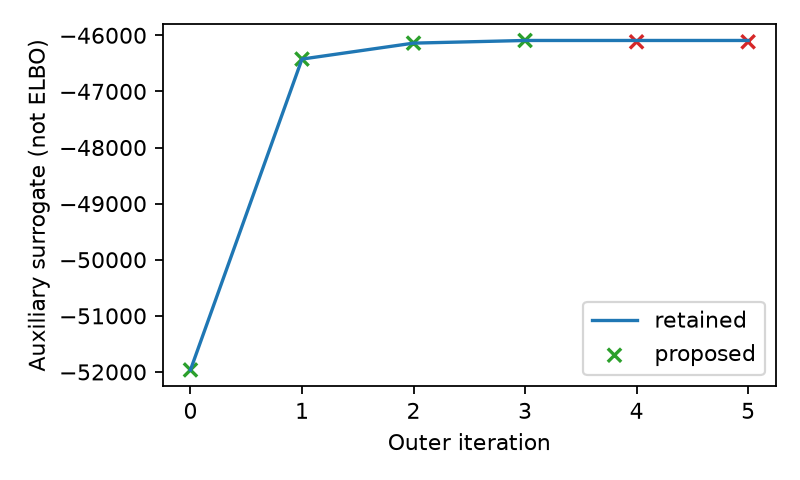 Auxiliary surrogate (not ELBO)
−46000
−47000
−48000
−49000
−50000
−51000
−52000
retained
proposed
0 1 2 3 4 5
Outer iteration